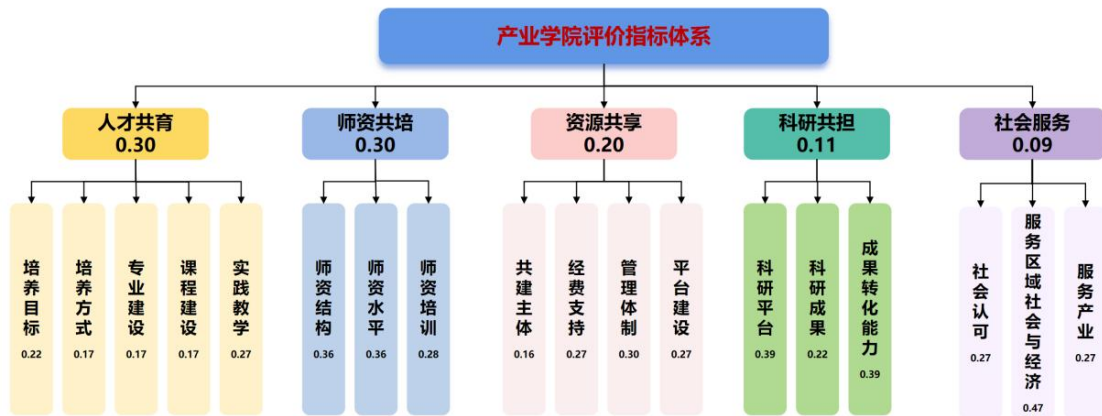 产业学院评价指标体系
人才共育
0.30
师资共培
0.30
资源共享
0.20
科研共担
0.11
社会服务
0.09
培养目标
0.22
培养方式
0.17
专业建设
0.17
课程建设
0.17
实践教学
0.27
师资结构
0.36
师资水平
0.36
师资培训
0.28
共建主体
0.16
经费支持
0.27
管理体制
0.30
平台建设
0.27
科研平台
0.39
科研成果
0.22
成果转化能力
0.39
社会认可
0.27
服务区域社会与经济
0.47
服务产业
0.27